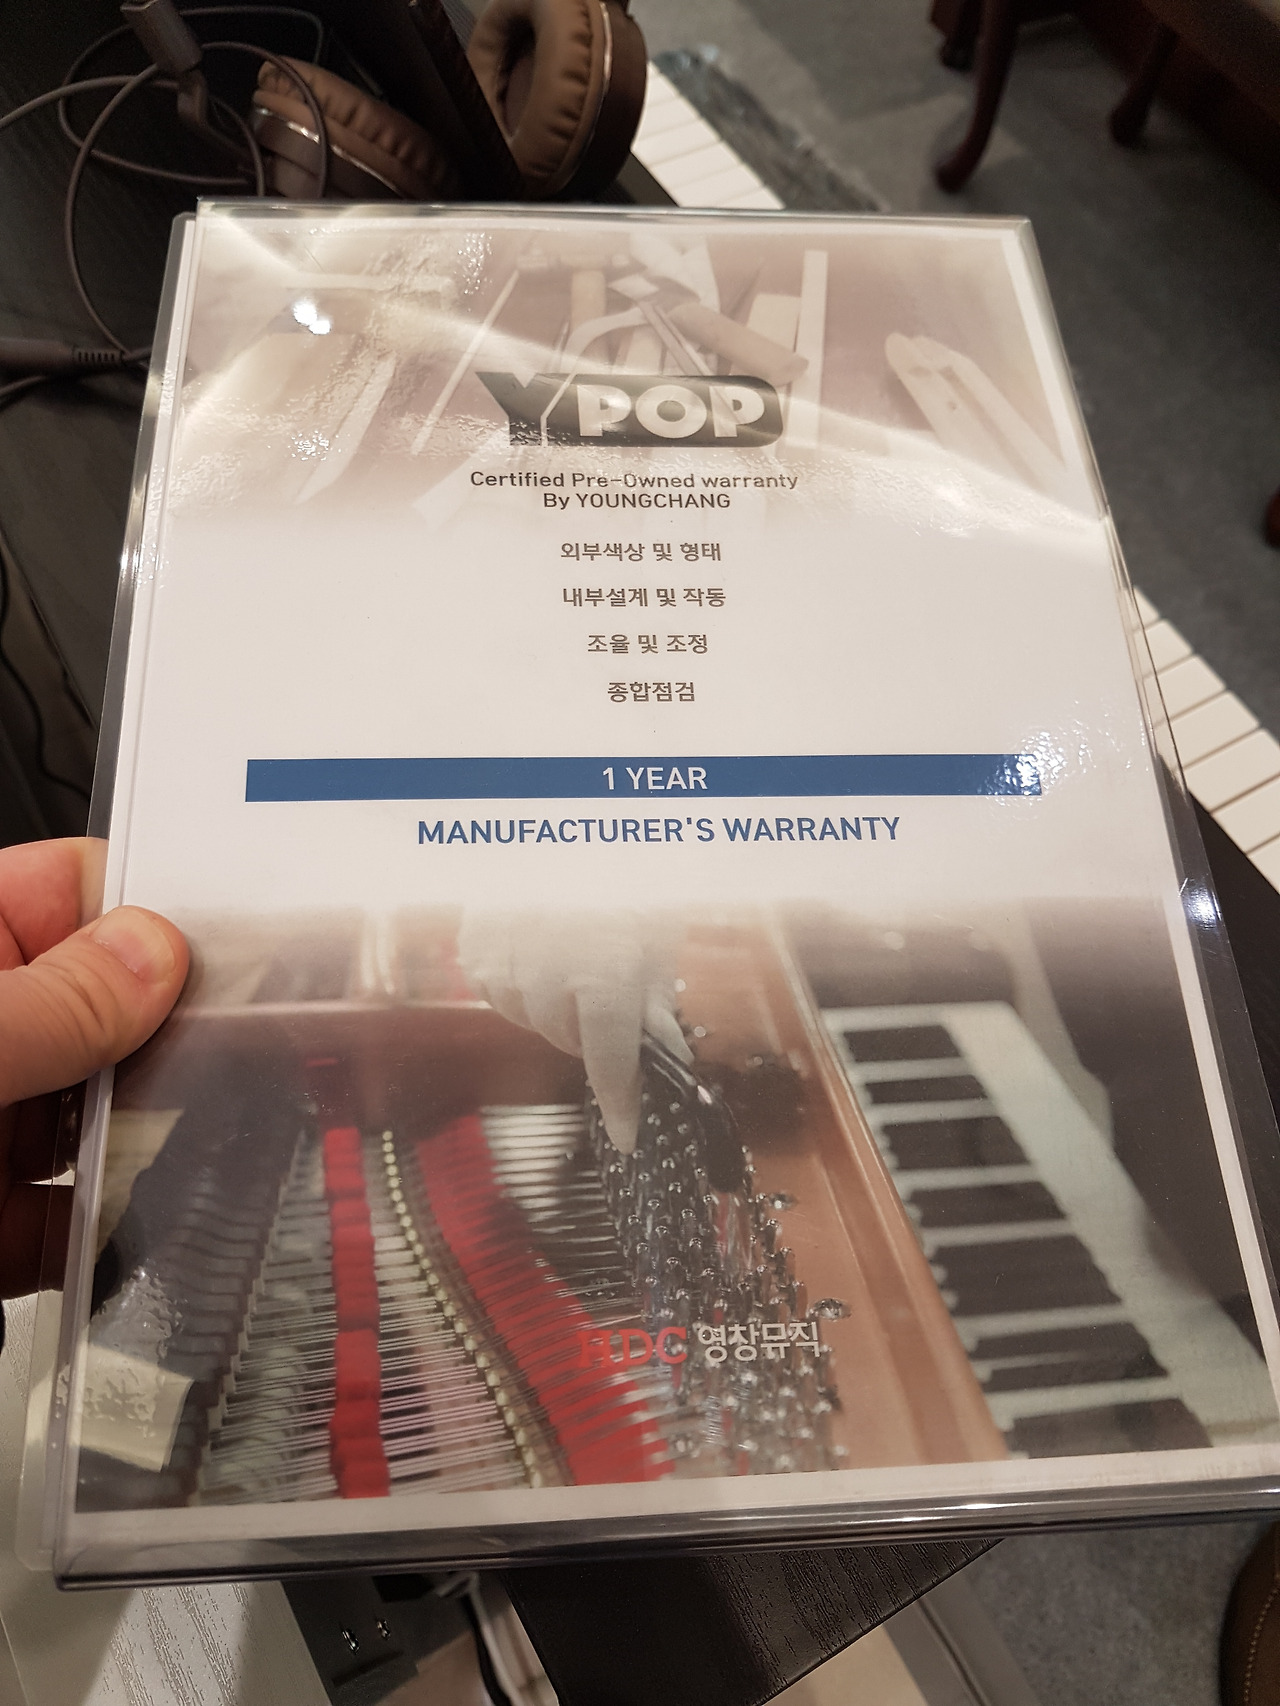 YPOP
Certified Pre-Owned warranty
By YOUNGCHANG
외부색상 및 형태
내부설계 및 작동
조율 및 조정
종합점검
1 YEAR
MANUFACTURER'S WARRANTY
HDC 영창뮤직